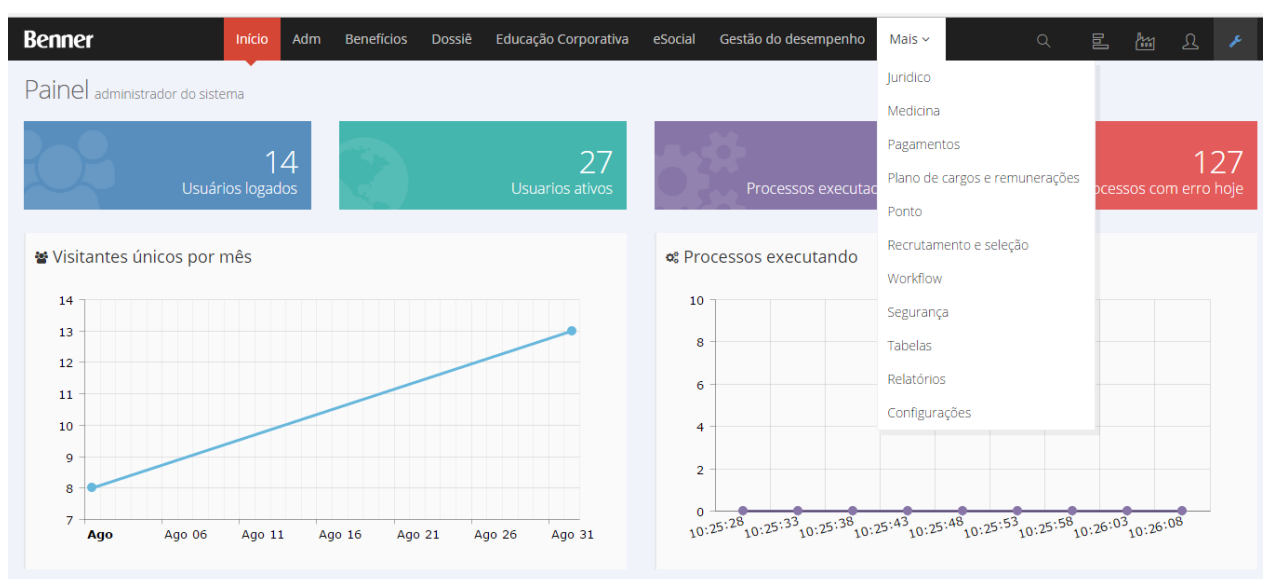 Benner
Início
Adm
Benefícios
Dossiê
Educação Corporativa
eSocial
Gestão do desempenho
Mais
Juridico
Medicina
Pagamentos
Plano de cargos e remunerações
Ponto
Recrutamento e seleção
Workflow
Segurança
Tabelas
Relatórios
Configurações
Painel administrador do sistema
14
Usuários logados
27
Usuarios ativos
Processos
127
com erro hoje
Visitantes únicos por mês
14
13
12
11
10
9
8
7
Ago Ago 06 Ago 11 Ago 16 Ago 21 Ago 26 Ago 31
Processos executando
10
8
6
4
2
0
10:25:28 10:25:33 10:25:38 10:25:43 10:25:48 10:25:53 10:25:58 10:26:03 10:26:08